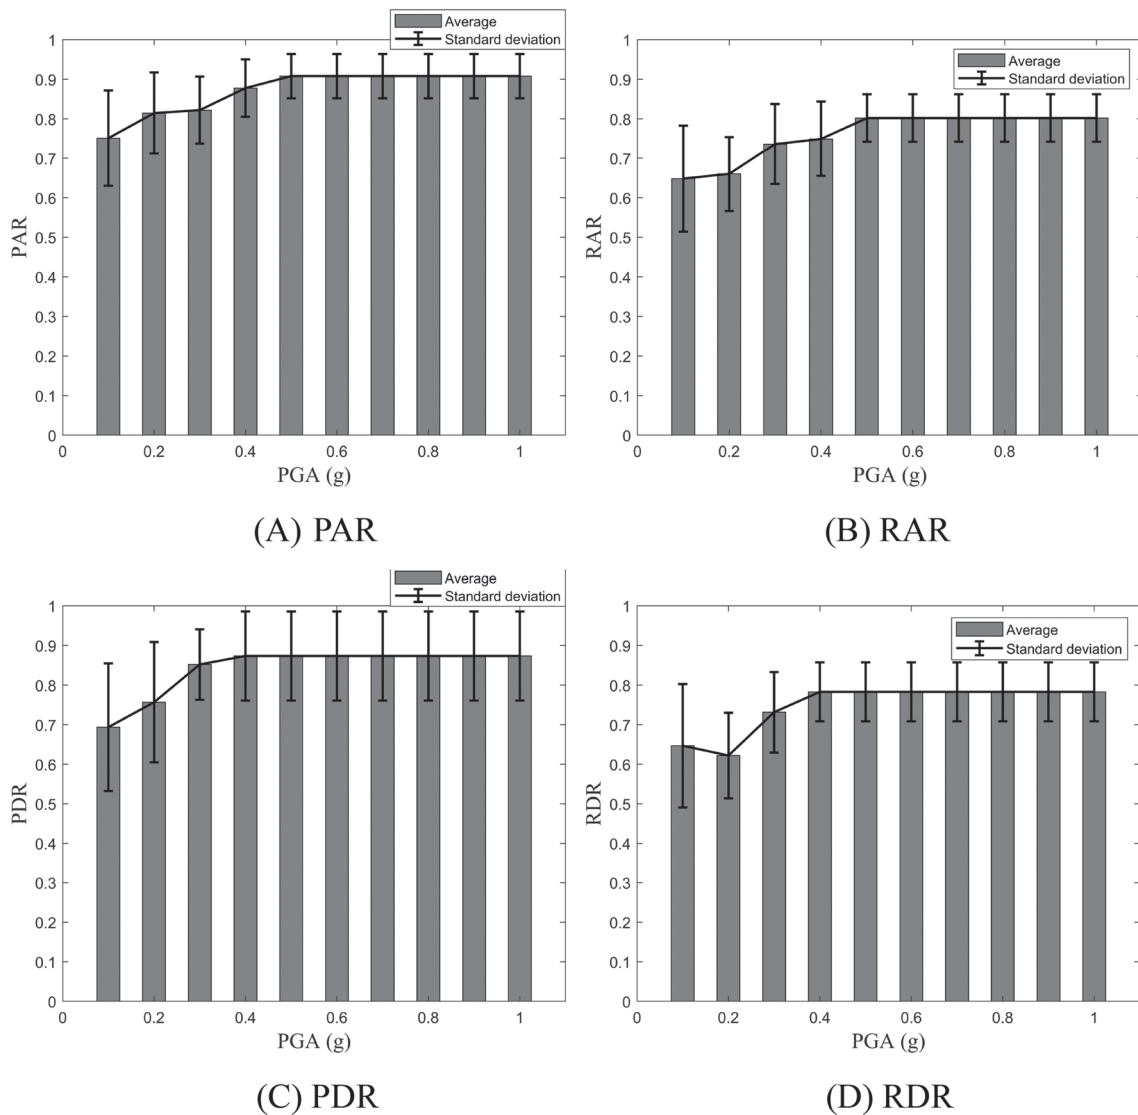 Average
Standard deviation
1
0.9
0.8
0.7
0.6
0.5
0.4
0.3
0.2
0.1
0
PAR
0 0.2 0.4 0.6 0.8 1
PGA (g)
(A) PAR
Average
Standard deviation
1
0.9
0.8
0.7
0.6
0.5
0.4
0.3
0.2
0.1
0
RAR
0 0.2 0.4 0.6 0.8 1
PGA (g)
(B) RAR
Average
Standard deviation
1
0.9
0.8
0.7
0.6
0.5
0.4
0.3
0.2
0.1
0
PDR
0 0.2 0.4 0.6 0.8 1
PGA (g)
(C) PDR
Average
Standard deviation
1
0.9
0.8
0.7
0.6
0.5
0.4
0.3
0.2
0.1
0
RDR
0 0.2 0.4 0.6 0.8 1
PGA (g)
(D) RDR